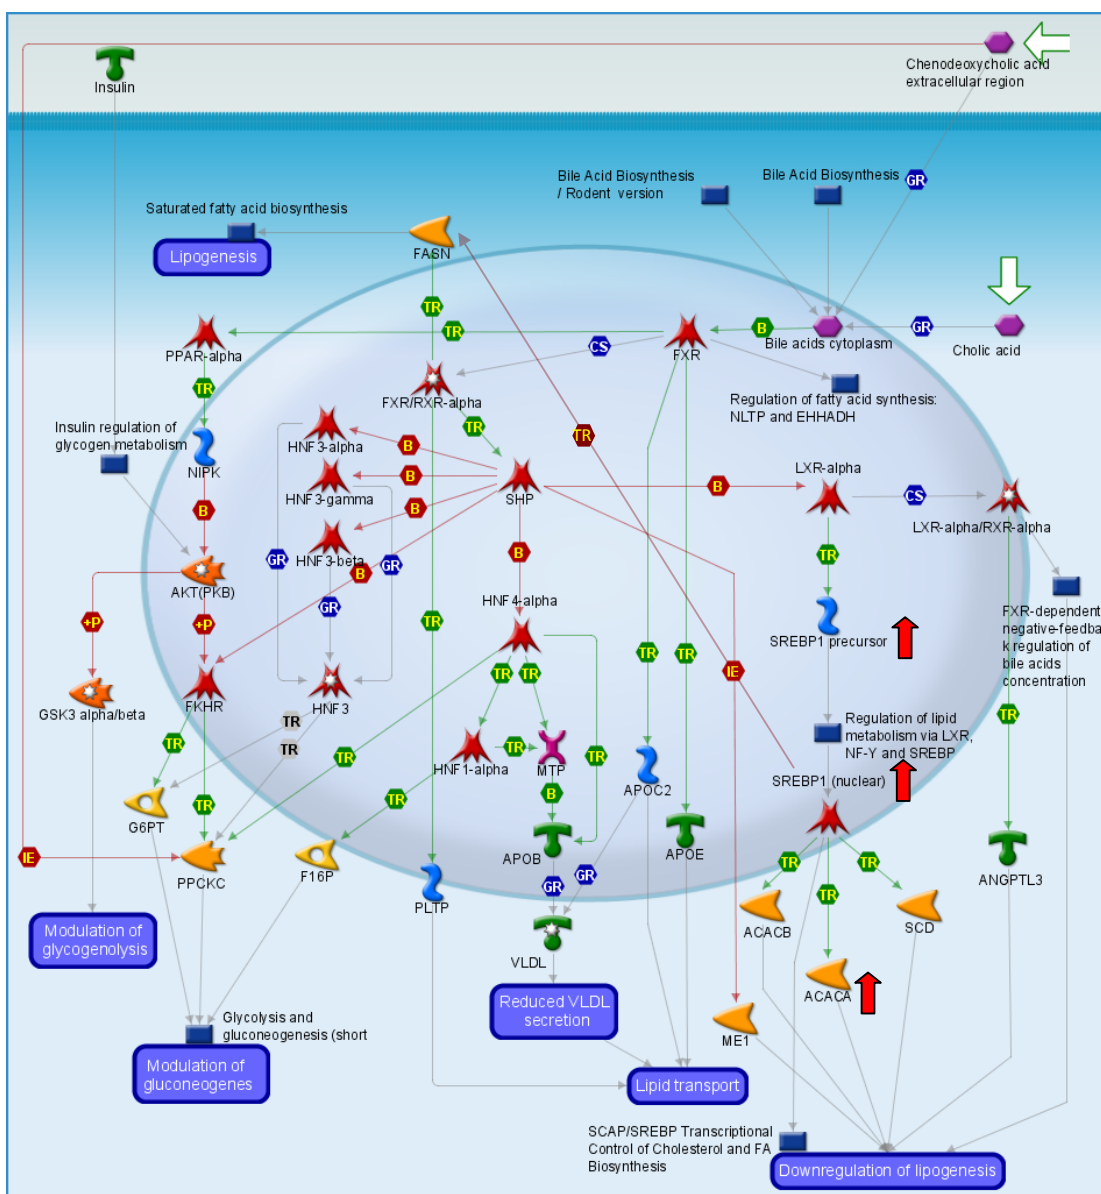 Insulin
Chenodeoxycholic acid
extracellular region
Bile Acid Biosynthesis
/ Rodent version
Bile Acid Biosynthesis
GR
Saturated fatty acid biosynthesis
Lipogenesis
FASN
TR
TR
PPAR-alpha
FXR
B
Bile acids cytoplasm
GR
Cholic acid
CS
TR
FXR/RXR-alpha
Regulation of fatty acid synthesis:
NLTP and EHHADH
Insulin regulation of
glycogen metabolism
NIPK
TR
TR
HNF3-alpha
B
HNF3-gamma
B
B
SHP
B
LXR-alpha
CS
LXR-alpha/RXR-alpha
B
HNF3-beta
GR
GR
B
B
TR
AKT(PKB)
HNF4-alpha
GR
TR
SREBP1 precursor
FXR-dependent
negative-feedbac
k regulation of
bile acids
concentration
+P
+P
GSK3 alpha/beta
FKHR
HNF3
TR
TR
TR
TR
IE
TR
TR
TR
Regulation of lipid
metabolism via LXR,
NF-Y and SREBP
TR
TR
TR
HNF1-alpha
TR
MTP
TR
APOC2
SREBP1 (nuclear)
G6PT
TR
TR
B
IE
PPCKC
F16P
APOB
APOE
ANGPTL3
PLTP
GR
GR
TR
TR
TR
ACACB
SCD
Modulation of
glycogenolysis
VLDL
ACACA
Reduced VLDL
secretion
ME1
Glycolysis and
gluconeogenesis (short
Modulation of
gluconeogenes
Lipid transport
SCAP/SREBP Transcriptional
Control of Cholesterol and FA
Biosynthesis
Downregulation of lipogenesis